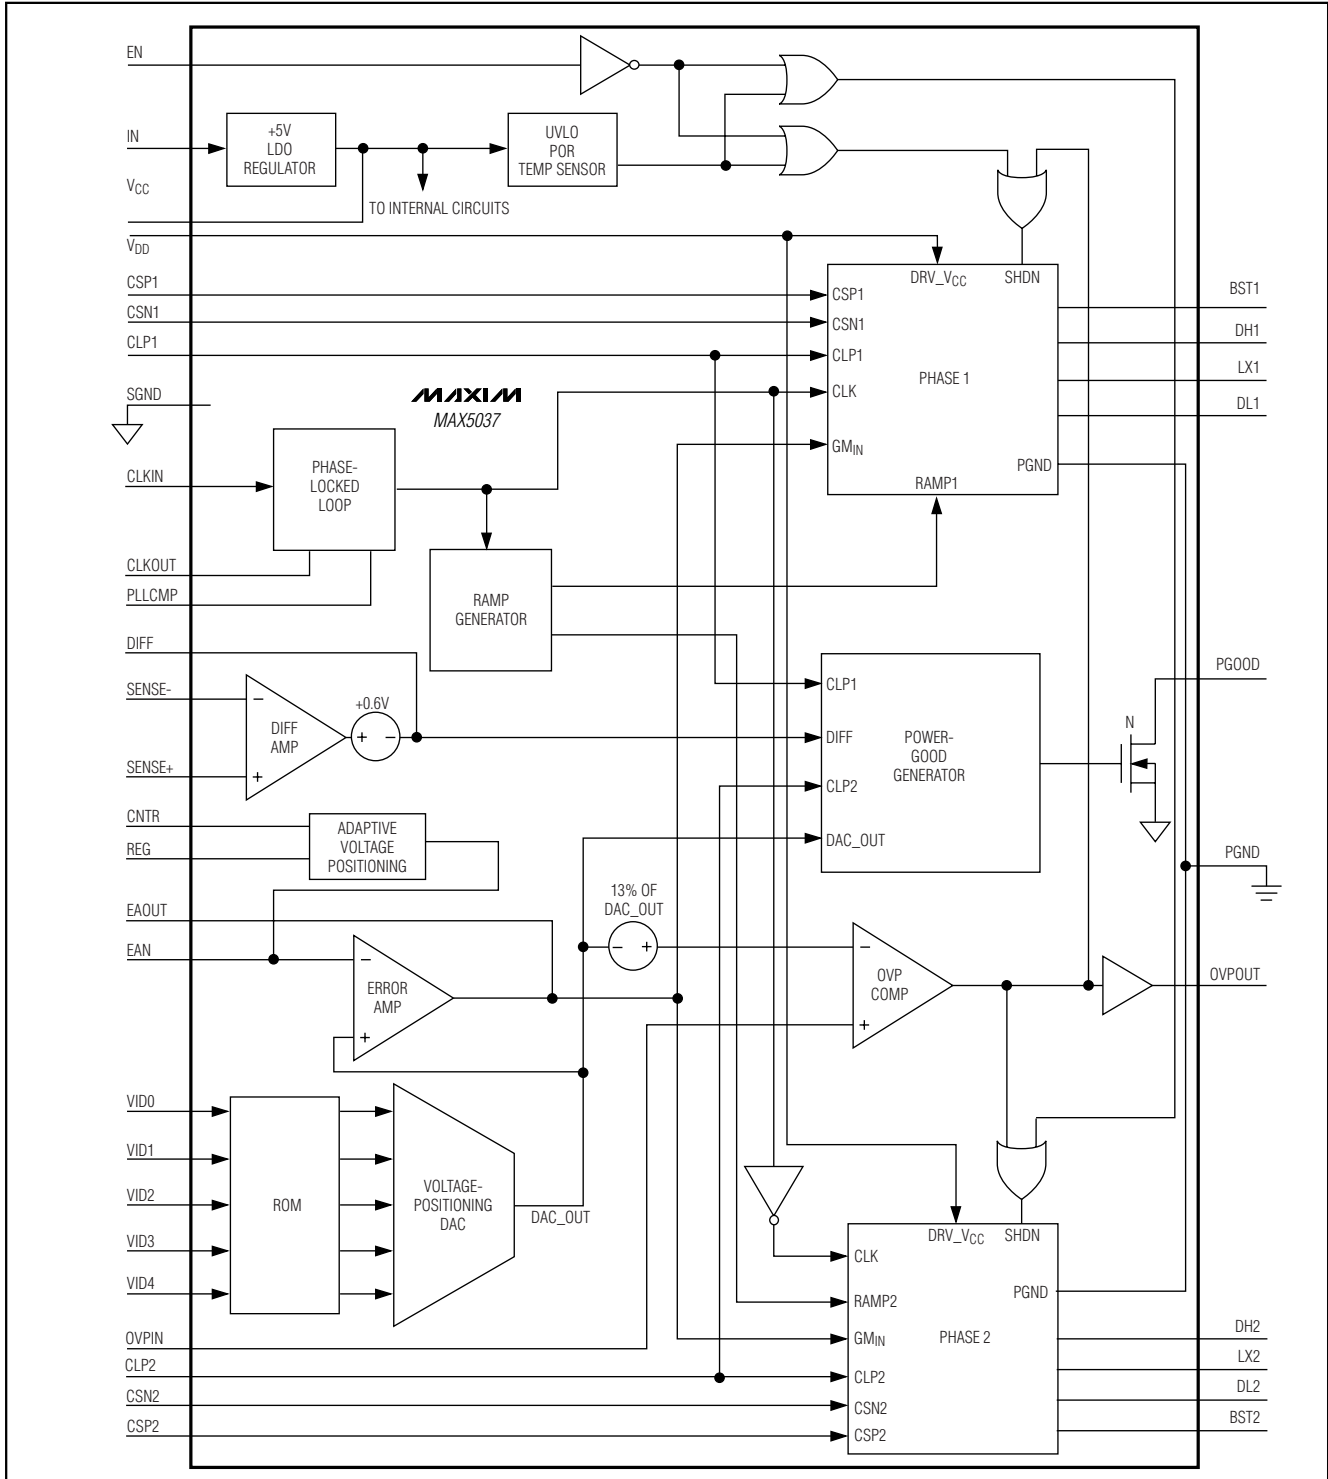 EN
IN
+5V
LDO
REGULATOR
UVLO
POR
TEMP SENSOR
VCC
TO INTERNAL CIRCUITS
VDD
DRV_VCC
SHDN
CSP1
CSP1
BST1
CSN1
CSN1
DH1
CLP1
CLP1
LX1
PHASE 1
SGND
MAXIM
MAX5037
CLK
DL1
GMIN
PGND
CLKIN
PHASE-
LOCKED
LOOP
RAMP1
CLKOUT
PLLCMP
RAMP
GENERATOR
DIFF
SENSE-
−
DIFF
AMP
+
SENSE+
+0.6V
+ −
CLP1
DIFF
CLP2
DAC_OUT
POWER-
GOOD
GENERATOR
PGOOD
N
CNTR
REG
ADAPTIVE
VOLTAGE
POSITIONING
PGND
13% OF
DAC_OUT
− +
EAOUT
EAN
−
ERROR
AMP
+
−
OVP
COMP
+
OVPOUT
VID0
VID1
VID2
VID3
VID4
ROM
VOLTAGE-
POSITIONING
DAC
DAC_OUT
DRV_VCC
SHDN
CLK
RAMP2
PGND
OVPIN
GMIN
PHASE 2
DH2
CLP2
CLP2
LX2
CSN2
CSN2
DL2
CSP2
CSP2
BST2